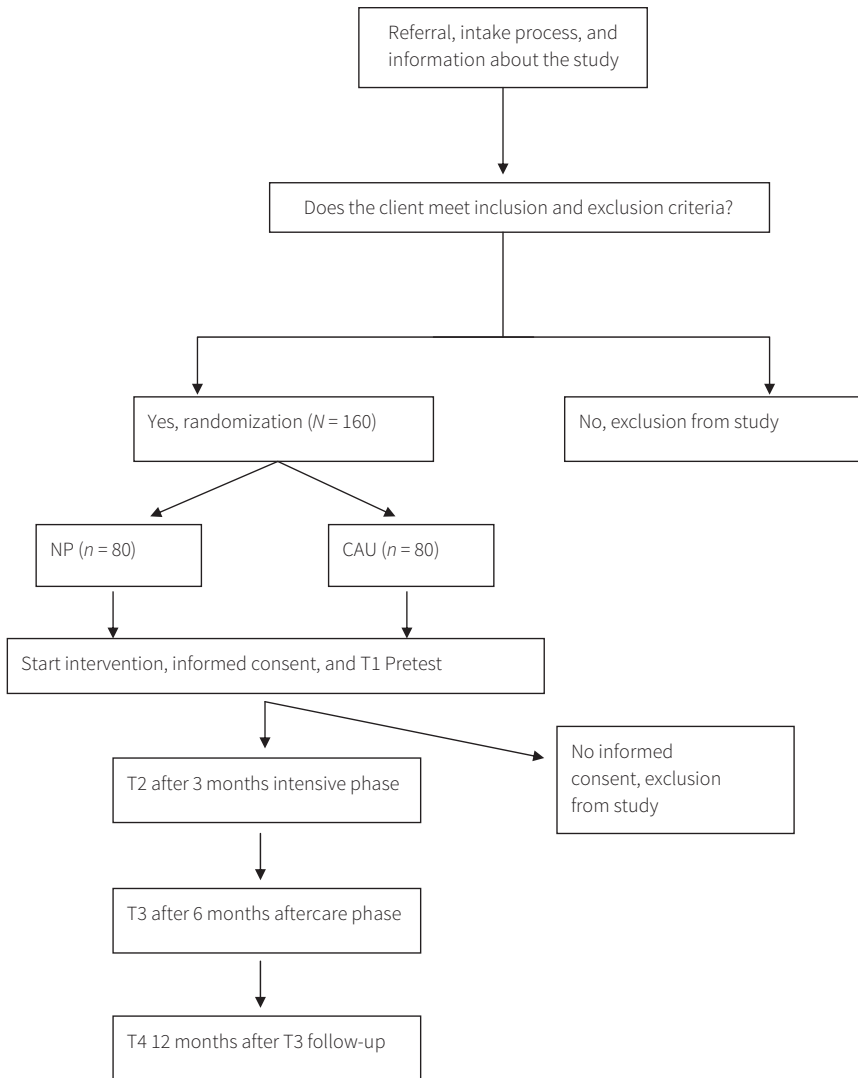 Referral, intake process, and
information about the study
Does the client meet inclusion and exclusion criteria?
Yes, randomization (N = 160)
No, exclusion from study
NP (n = 80)
CAU (n = 80)
Start intervention, informed consent, and T1 Pretest
No informed
consent, exclusion
from study
T2 after 3 months intensive phase
T3 after 6 months aftercare phase
T4 12 months after T3 follow-up